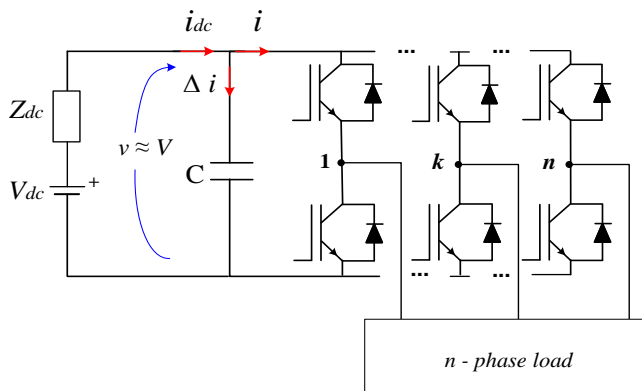 i_dc
i
...
...
Δ i
Z_dc
v ≈ V
1
k
n
C
V_dc
+
...
...
n - phase load